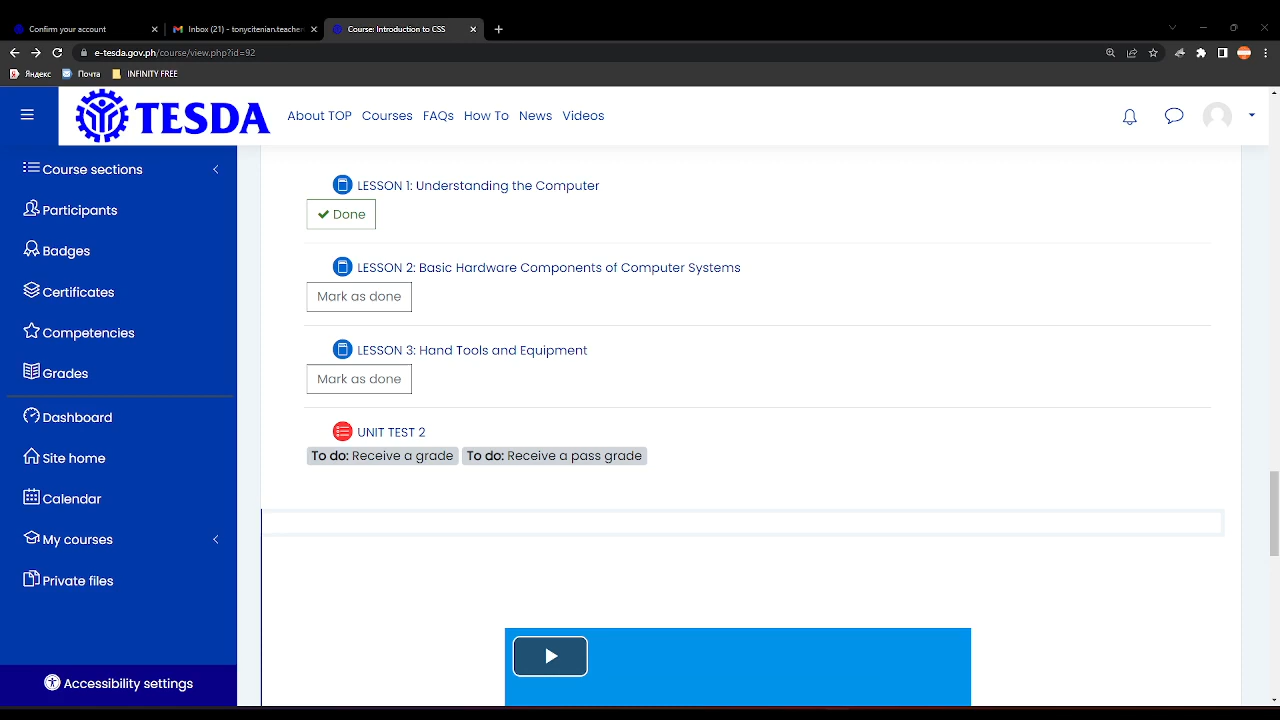 Confirm your account
Inbox (21) - tonycitenian.teacher
Course: Introduction to CSS
e-tesda.gov.ph/course/view.php?id=92
Яндекс
Почта
INFINITY FREE
TESDA
About TOP Courses FAQs How To News Videos
Course sections
Participants
Badges
Certificates
Competencies
Grades
Dashboard
Site home
Calendar
My courses
Private files
Accessibility settings
LESSON 1: Understanding the Computer
Done
LESSON 2: Basic Hardware Components of Computer Systems
Mark as done
LESSON 3: Hand Tools and Equipment
Mark as done
UNIT TEST 2
To do: Receive a grade To do: Receive a pass grade